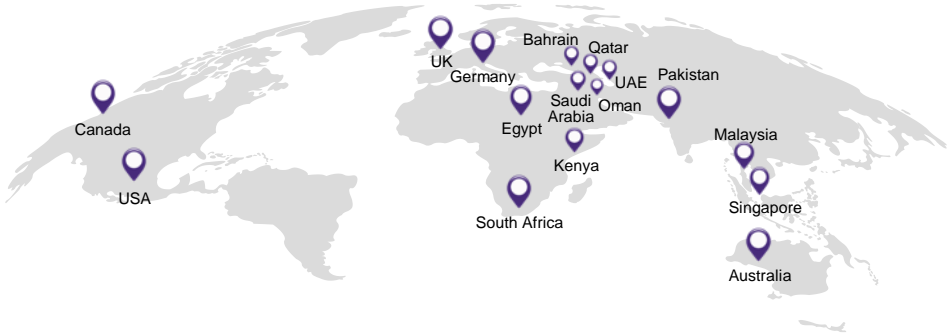 Bahrain
Qatar
UK
Germany
UAE
Pakistan
Saudi
Arabia
Oman
Canada
Egypt
Malaysia
Kenya
USA
Singapore
South Africa
Australia